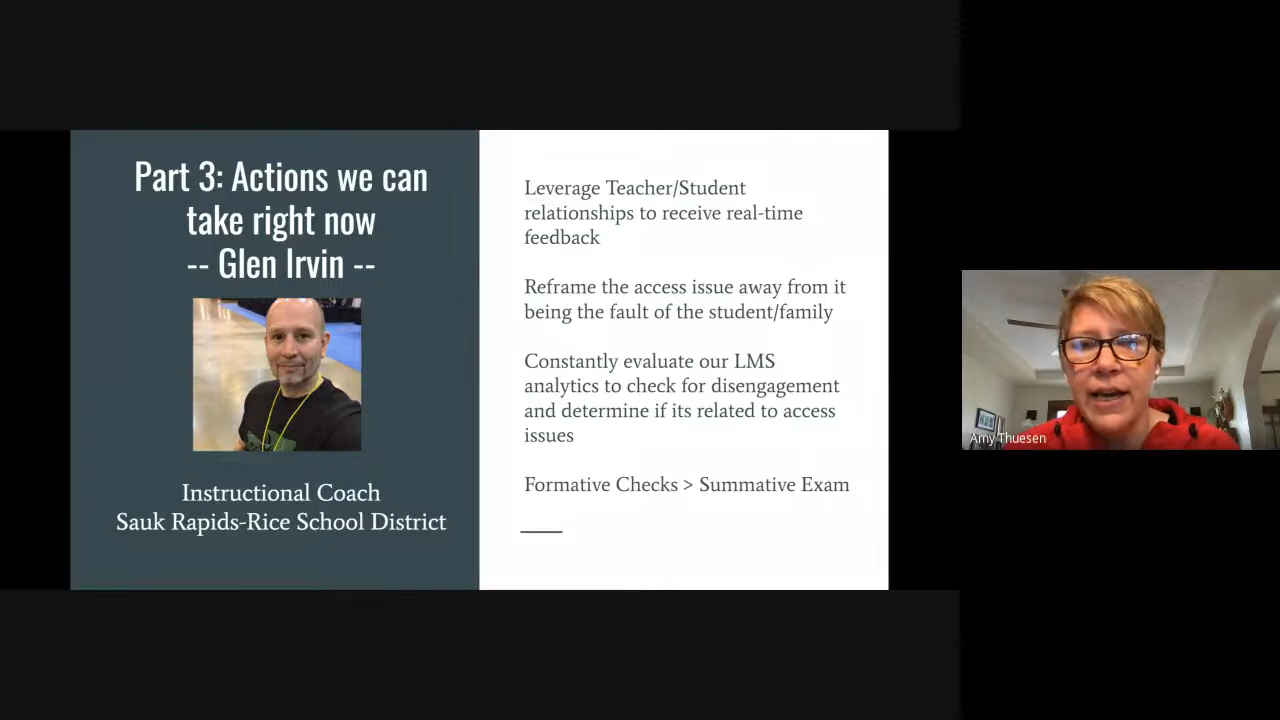 Part 3: Actions we can
take right now
-- Glen Irvin --
Instructional Coach
Sauk Rapids-Rice School District
Leverage Teacher/Student
relationships to receive real-time
feedback
Reframe the access issue away from it
being the fault of the student/family
Constantly evaluate our LMS
analytics to check for disengagement
and determine if its related to access
issues
Formative Checks > Summative Exam
Amy Thuesen